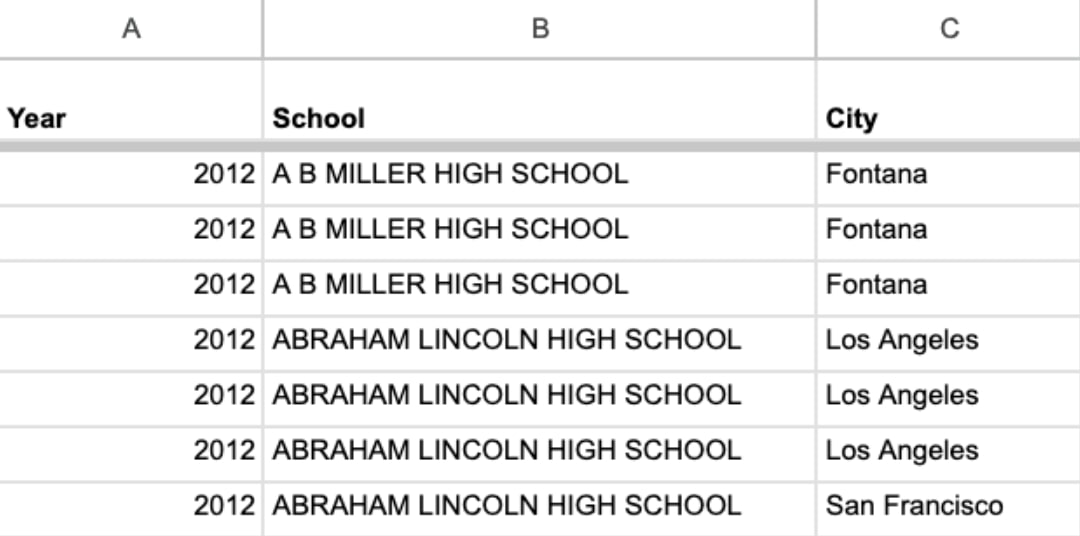 A B C
Year School City
2012 A B MILLER HIGH SCHOOL Fontana
2012 A B MILLER HIGH SCHOOL Fontana
2012 A B MILLER HIGH SCHOOL Fontana
2012 ABRAHAM LINCOLN HIGH SCHOOL Los Angeles
2012 ABRAHAM LINCOLN HIGH SCHOOL Los Angeles
2012 ABRAHAM LINCOLN HIGH SCHOOL Los Angeles
2012 ABRAHAM LINCOLN HIGH SCHOOL San Francisco